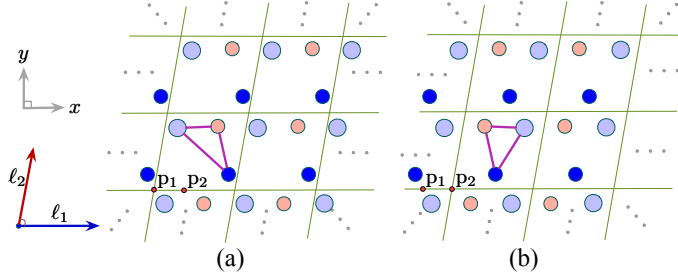 y
x
ℓ₂
ℓ₁
p₁ p₂
p₁ p₂
(a) (b)